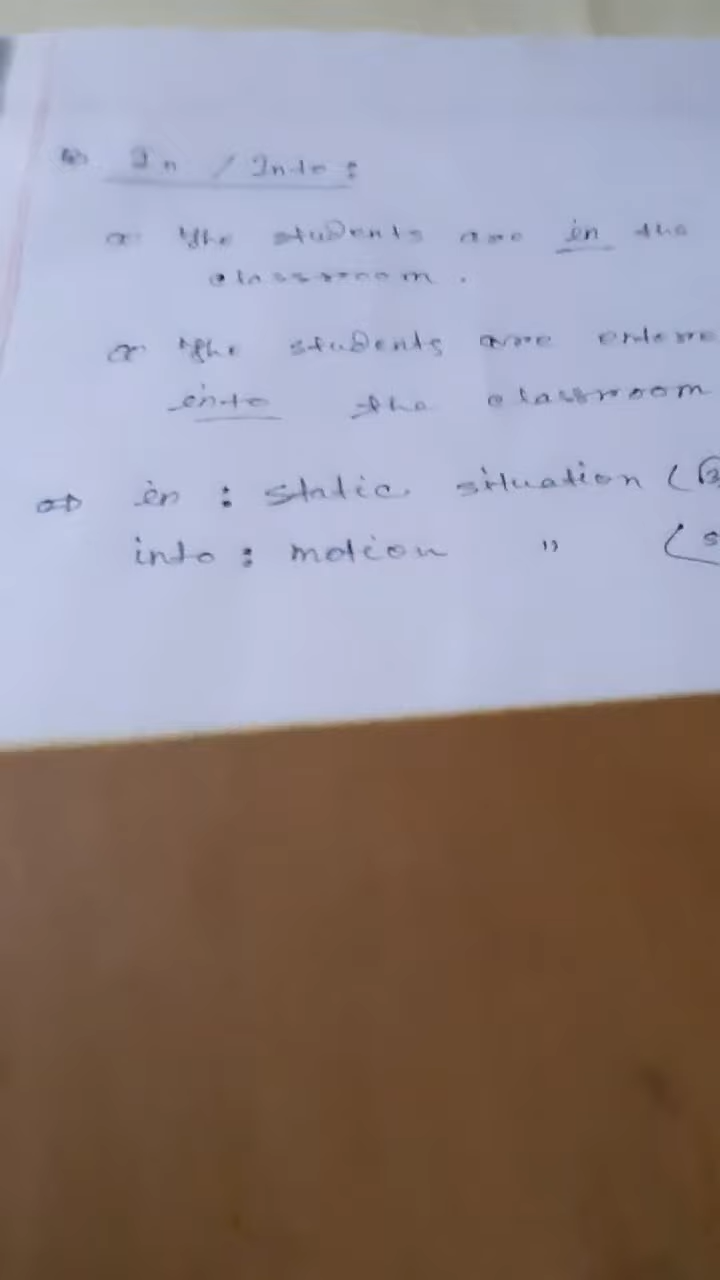 In / Into :
The students are in the
classroom.
The students are
into the classroom
in : static situation (
into : motion " (